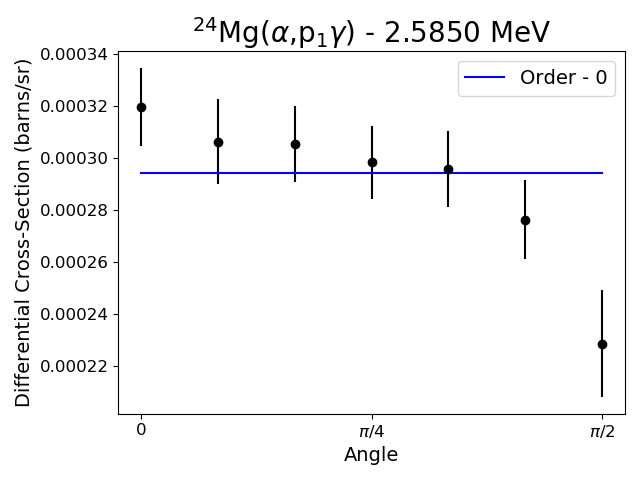 ²⁴Mg(α,p₁γ) - 2.5850 MeV
Order - 0
Differential Cross-Section (barns/sr)
0.00034
0.00032
0.00030
0.00028
0.00026
0.00024
0.00022
0 π/4 π/2
Angle